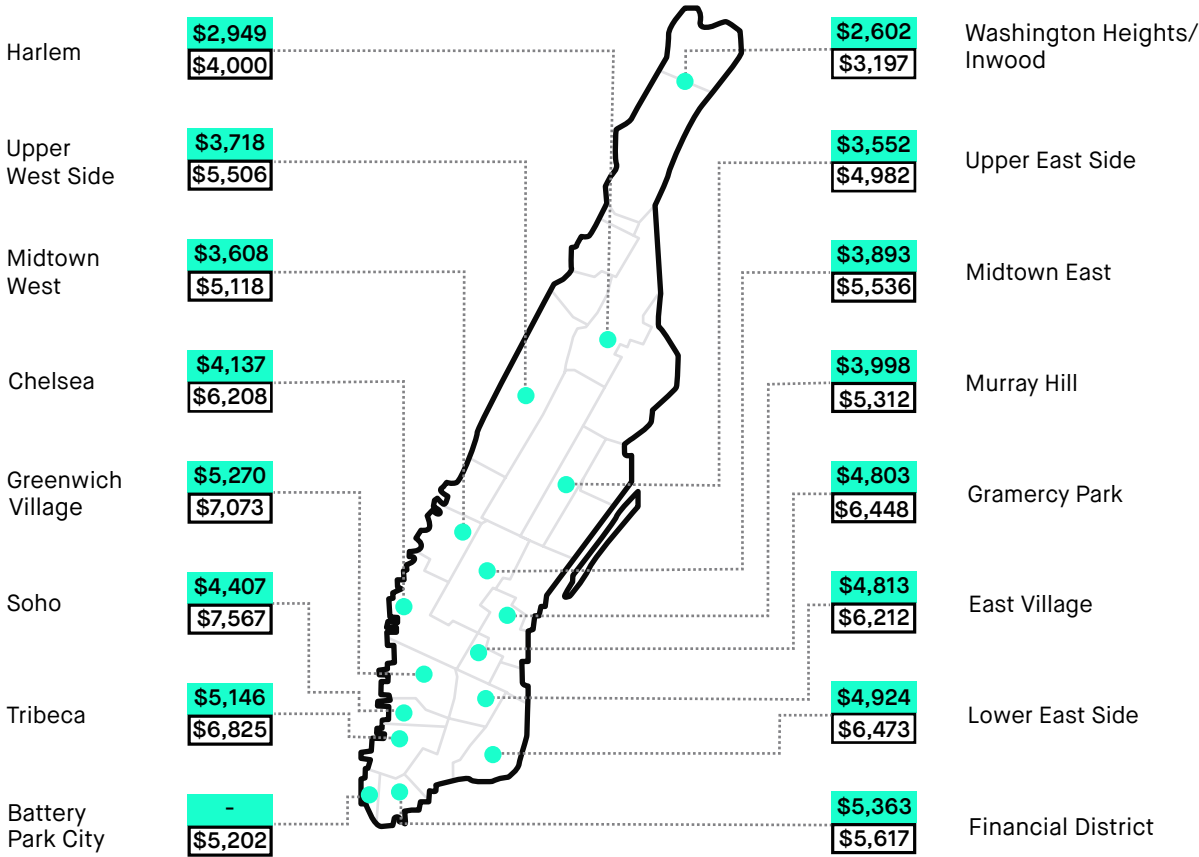 Harlem
$2,949
$4,000
Upper
West Side
$3,718
$5,506
Midtown
West
$3,608
$5,118
Chelsea
$4,137
$6,208
Greenwich
Village
$5,270
$7,073
Soho
$4,407
$7,567
Tribeca
$5,146
$6,825
Battery
Park City
-
$5,202
$2,602
$3,197
Washington Heights/
Inwood
$3,552
$4,982
Upper East Side
$3,893
$5,536
Midtown East
$3,998
$5,312
Murray Hill
$4,803
$6,448
Gramercy Park
$4,813
$6,212
East Village
$4,924
$6,473
Lower East Side
$5,363
$5,617
Financial District